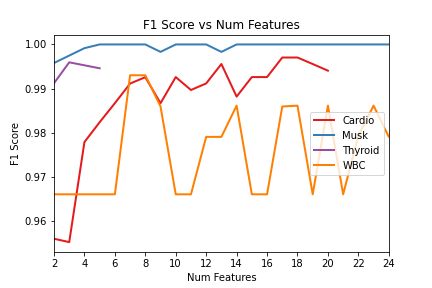 F1 Score vs Num Features
1.00
0.99
0.98
0.97
0.96
F1 Score
Cardio
Musk
Thyroid
WBC
2 4 6 8 10 12 14 16 18 20 22 24
Num Features